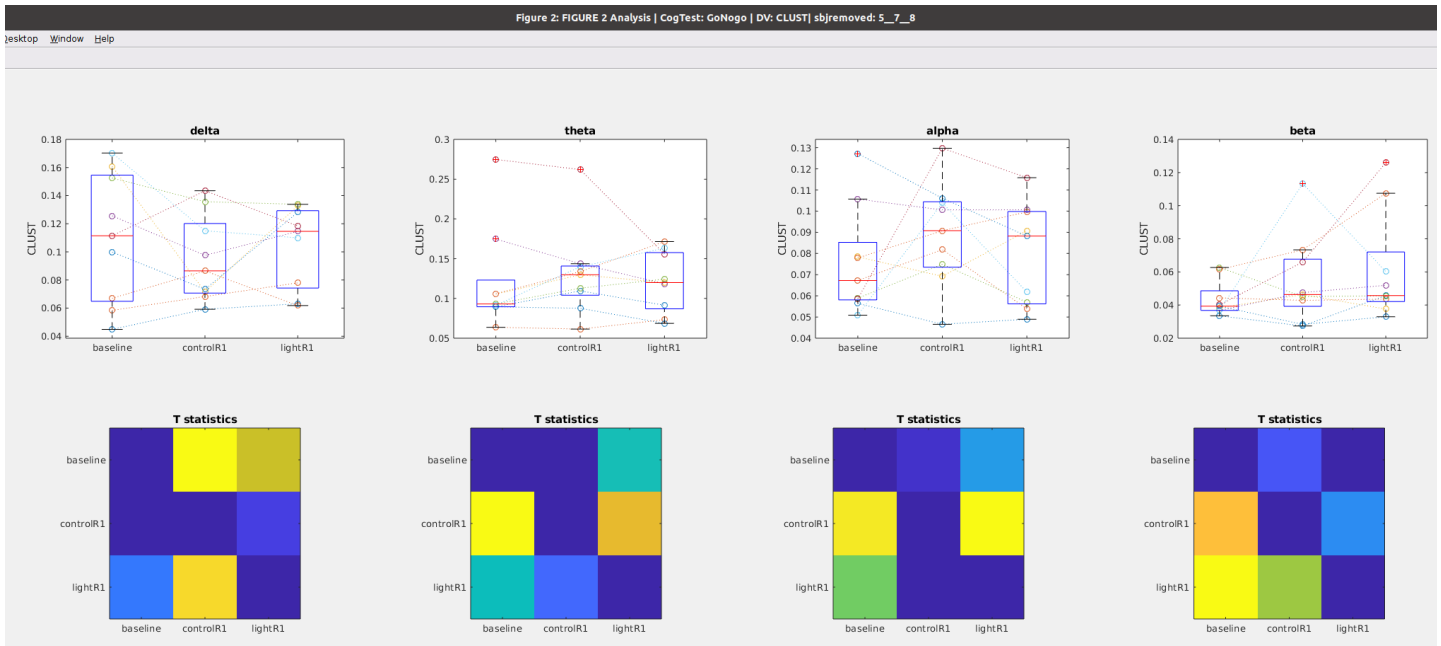 Figure 2: FIGURE 2 Analysis | CogTest: GoNogo | DV: CLUST| sbjremoved: 5__7__8
Desktop Window Help
delta
0.18
0.16
0.14
0.12
0.1
0.08
0.06
0.04
CLUST
baseline controlR1 lightR1
theta
0.3
0.25
0.2
0.15
0.1
0.05
CLUST
baseline controlR1 lightR1
alpha
0.13
0.12
0.11
0.1
0.09
0.08
0.07
0.06
0.05
0.04
CLUST
baseline controlR1 lightR1
beta
0.14
0.12
0.1
0.08
0.06
0.04
0.02
CLUST
baseline controlR1 lightR1
T statistics
baseline
controlR1
lightR1
baseline controlR1 lightR1
T statistics
baseline
controlR1
lightR1
baseline controlR1 lightR1
T statistics
baseline
controlR1
lightR1
baseline controlR1 lightR1
T statistics
baseline
controlR1
lightR1
baseline controlR1 lightR1